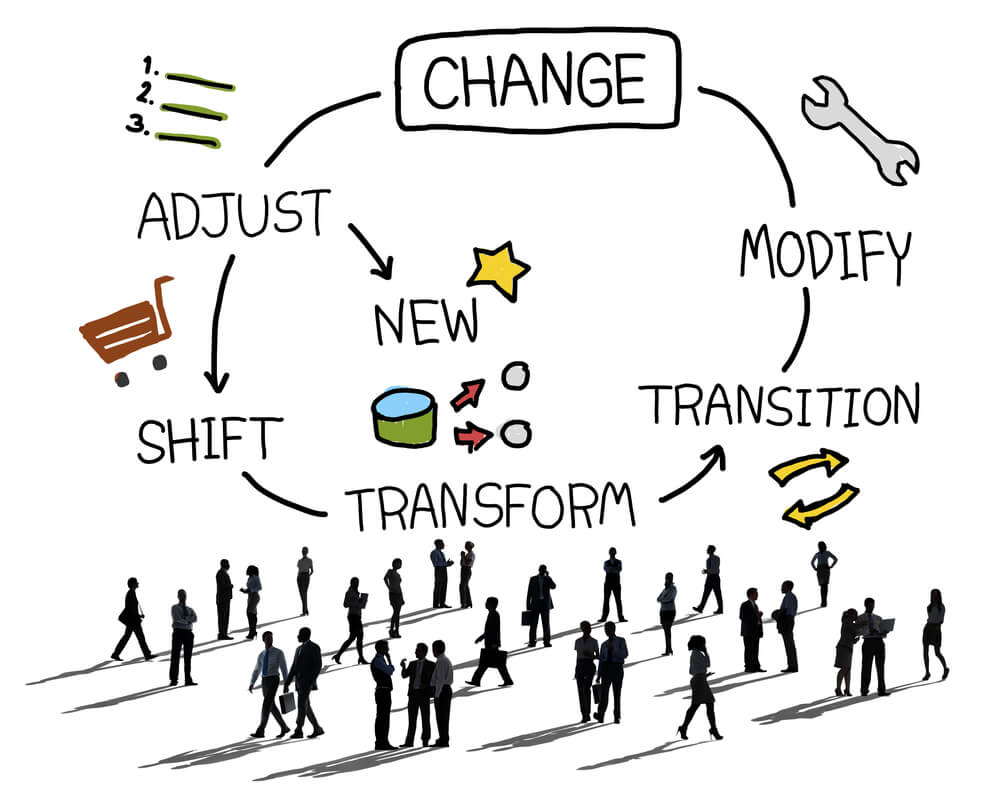 CHANGE
1.
2.
3.
ADJUST
MODIFY
NEW
TRANSITION
SHIFT
TRANSFORM